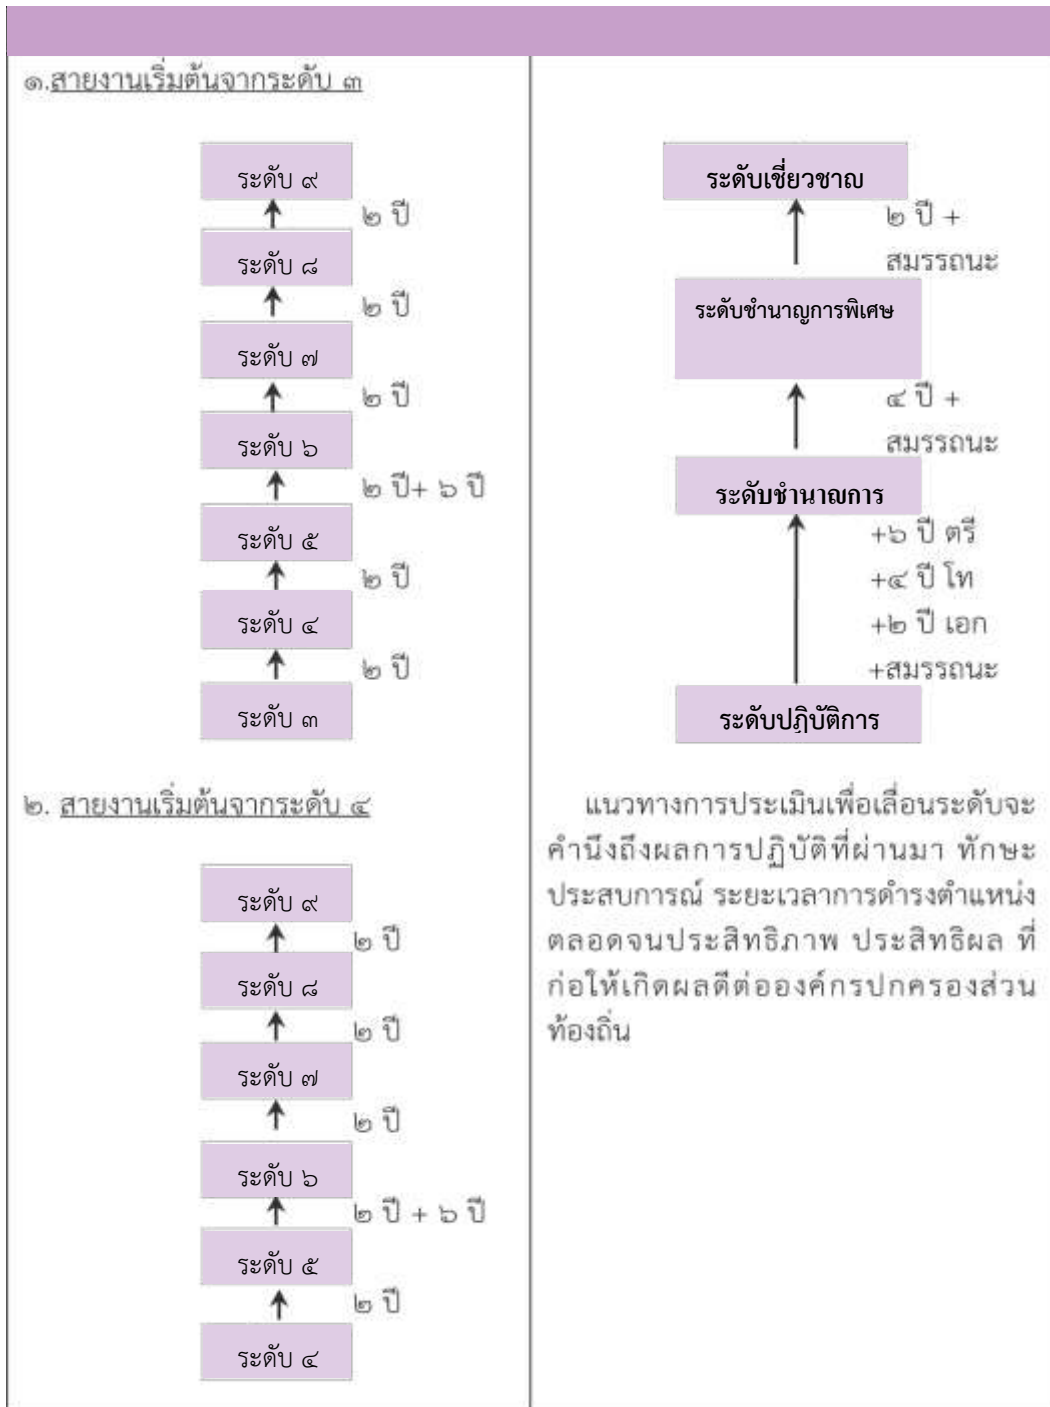 ๑.สายงานเริ่มต้นจากระดับ ๓
ระดับ ๙
๒ ปี
ระดับ ๘
๒ ปี
ระดับ ๗
๒ ปี
ระดับ ๖
๒ ปี+ ๖ ปี
ระดับ ๕
๒ ปี
ระดับ ๔
๒ ปี
ระดับ ๓
๒. สายงานเริ่มต้นจากระดับ ๔
ระดับ ๙
๒ ปี
ระดับ ๘
๒ ปี
ระดับ ๗
๒ ปี
ระดับ ๖
๒ ปี + ๖ ปี
ระดับ ๕
๒ ปี
ระดับ ๔
ระดับเชี่ยวชาญ
๒ ปี +
สมรรถนะ
ระดับชำนาญการพิเศษ
๔ ปี +
สมรรถนะ
ระดับชำนาญการ
+๖ ปี ตรี
+๔ ปี โท
+๒ ปี เอก
+สมรรถนะ
ระดับปฏิบัติการ
แนวทางการประเมินเพื่อเลื่อนระดับจะ
คำนึงถึงผลการปฏิบัติที่ผ่านมา ทักษะ
ประสบการณ์ ระยะเวลาการดำรงตำแหน่ง
ตลอดจนประสิทธิภาพ ประสิทธิผล ที่
ก่อให้เกิดผลดีต่อองค์กรปกครองส่วน
ท้องถิ่น